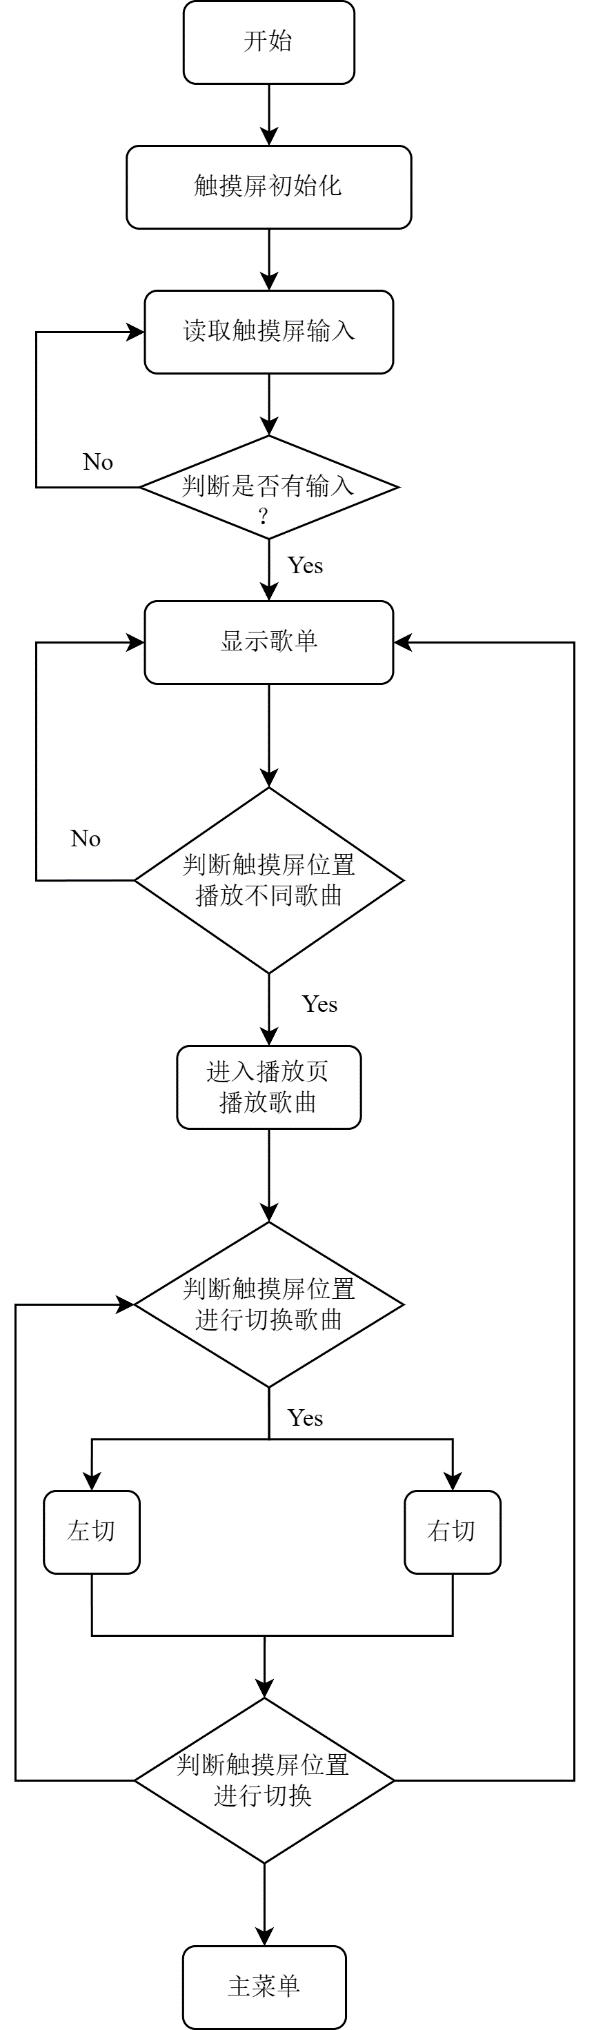 开始
触摸屏初始化
读取触摸屏输入
No
判断是否有输入
？
Yes
显示歌单
No
判断触摸屏位置
播放不同歌曲
Yes
进入播放页
播放歌曲
判断触摸屏位置
进行切换歌曲
Yes
左切
右切
判断触摸屏位置
进行切换
主菜单